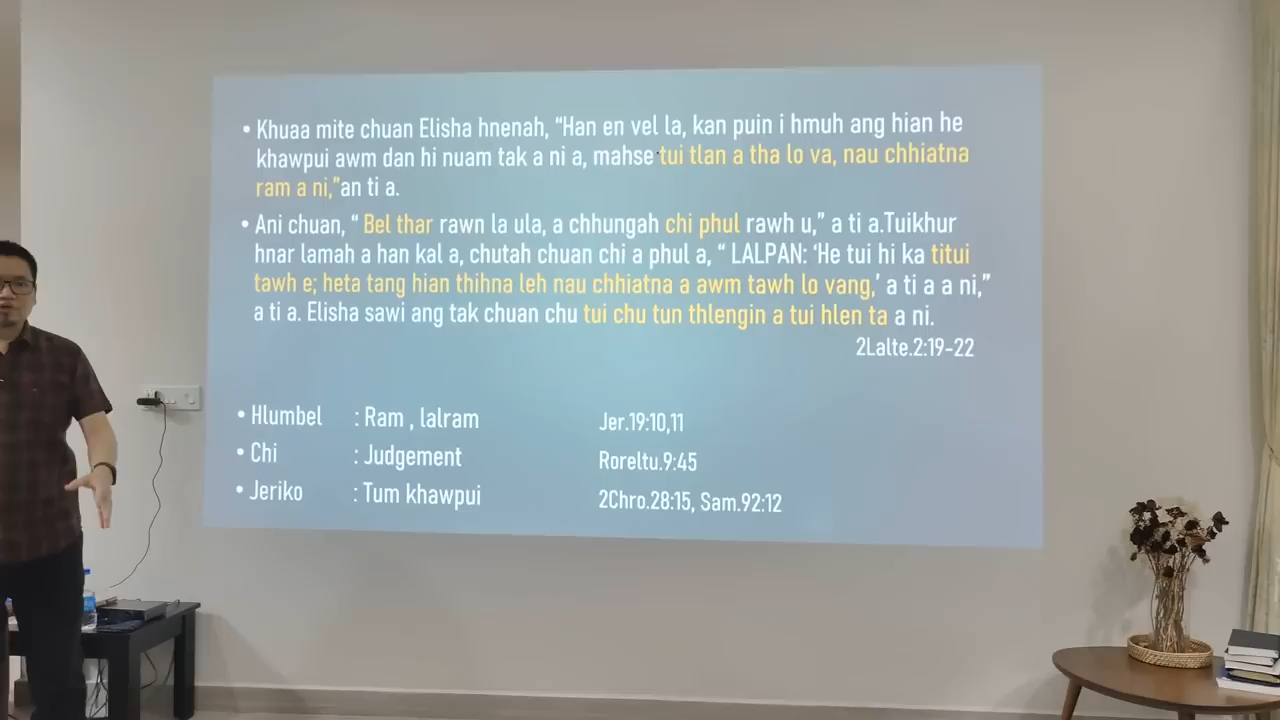 • Khuaa mite chuan Elisha hnenah, “Han en vel la, kan puin i hmuh ang hian he
khawpui awm dan hi nuam tak a ni a, mahse tui tlan a tha lo va, nau chhiatna
ram a ni,”an ti a.
• Ani chuan, “ Bel thar rawn la ula, a chhungah chi phul rawh u,” a ti a.Tuikhur
hnar lamah a han kal a, chutah chuan chi a phul a, “ LALPAN: ‘He tui hi ka titui
tawh e; heta tang hian thihna leh nau chhiatna a awm tawh lo vang,’ a ti a a ni,”
a ti a. Elisha sawi ang tak chuan chu tui chu tun thlengin a tui hlen ta a ni.
2Lalte.2:19-22
• Hlumbel : Ram , lalram Jer.19:10,11
• Chi : Judgement Roreltu.9:45
• Jeriko : Tum khawpui 2Chro.28:15, Sam.92:12